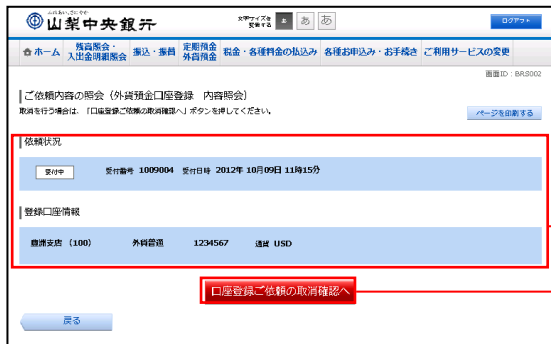 山梨中央銀行
文字サイズを変更する あ あ あ
ログアウト
ホーム 残高照会・入出金明細照会 振込・振替 定期預金 外貨預金 税金・各種料金の払込み 各種お申込み・お手続き ご利用サービスの変更
画面ID：BRS002
ご依頼内容の照会（外貨預金口座登録 内容照会）
取消を行う場合は、「口座登録ご依頼の取消確認へ」ボタンを押してください。
ページを印刷する
依頼状況
受付中 受付番号 1009004 受付日時 2012年 10月09日 11時15分
登録口座情報
支店（100） 外貨普通 1234567 通貨 USD
口座登録ご依頼の取消確認へ
戻る